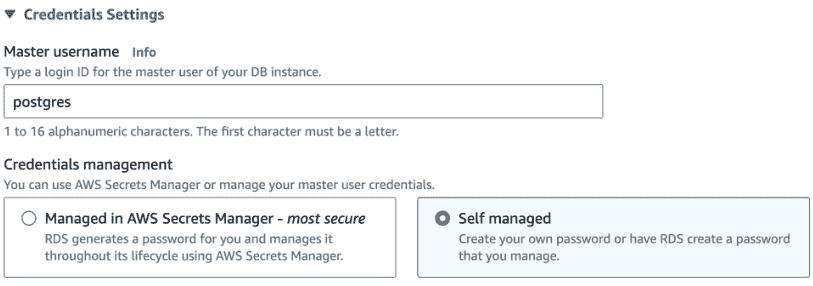 Credentials Settings
Master username Info
Type a login ID for the master user of your DB instance.
postgres
1 to 16 alphanumeric characters. The first character must be a letter.
Credentials management
You can use AWS Secrets Manager or manage your master user credentials.
Managed in AWS Secrets Manager - most secure
RDS generates a password for you and manages it
throughout its lifecycle using AWS Secrets Manager.
Self managed
Create your own password or have RDS create a password
that you manage.